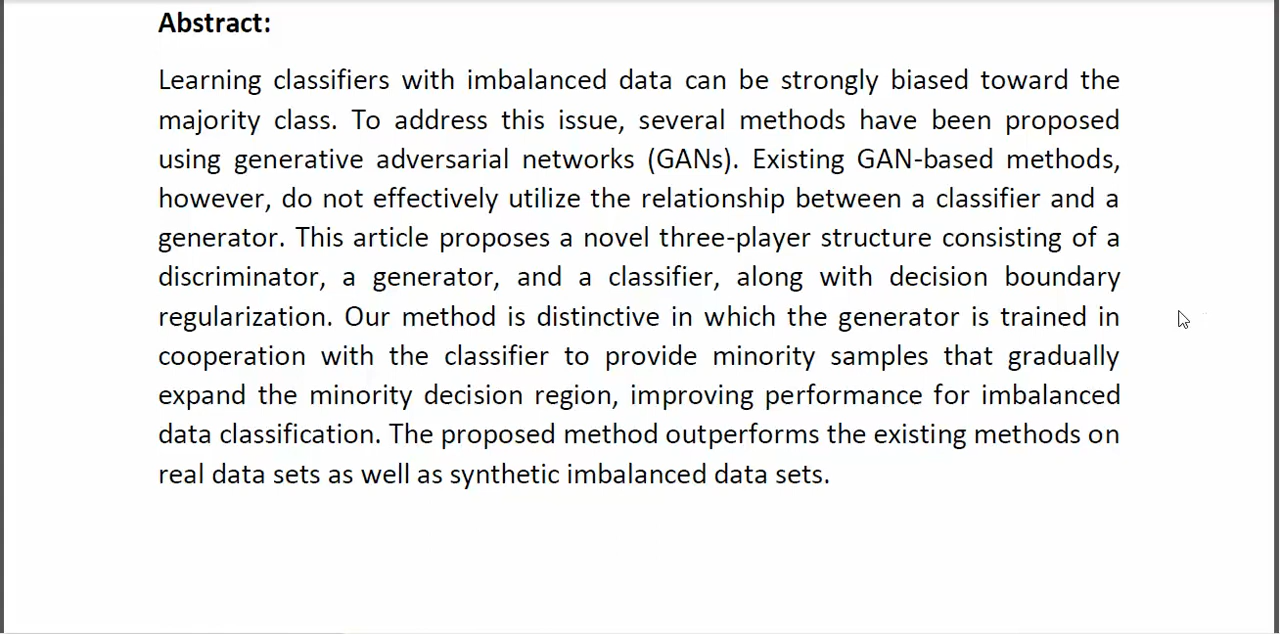 Abstract:
Learning classifiers with imbalanced data can be strongly biased toward the
majority class. To address this issue, several methods have been proposed
using generative adversarial networks (GANs). Existing GAN-based methods,
however, do not effectively utilize the relationship between a classifier and a
generator. This article proposes a novel three-player structure consisting of a
discriminator, a generator, and a classifier, along with decision boundary
regularization. Our method is distinctive in which the generator is trained in
cooperation with the classifier to provide minority samples that gradually
expand the minority decision region, improving performance for imbalanced
data classification. The proposed method outperforms the existing methods on
real data sets as well as synthetic imbalanced data sets.